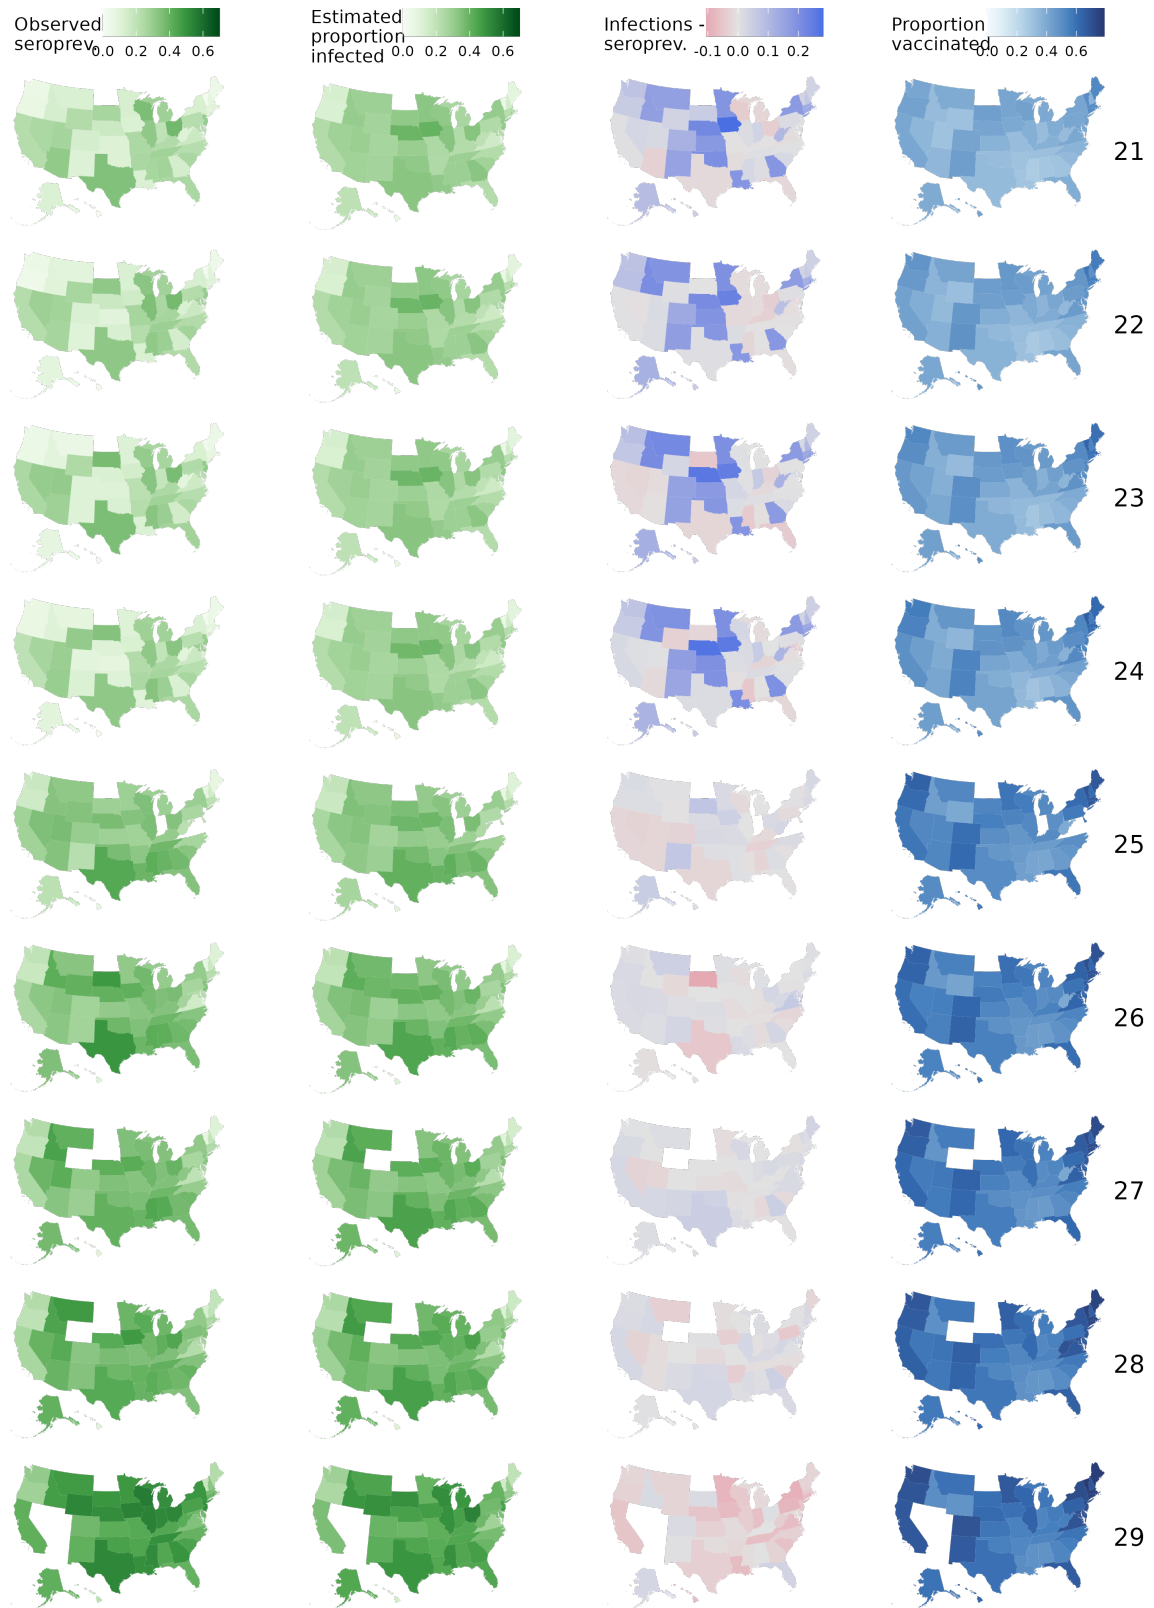 Observed
seroprev.
0.0 0.2 0.4 0.6
Estimated
proportion
infected
0.0 0.2 0.4 0.6
Infections -
seroprev.
-0.1 0.0 0.1 0.2
Proportion
vaccinated
0.0 0.2 0.4 0.6
21
22
23
24
25
26
27
28
29